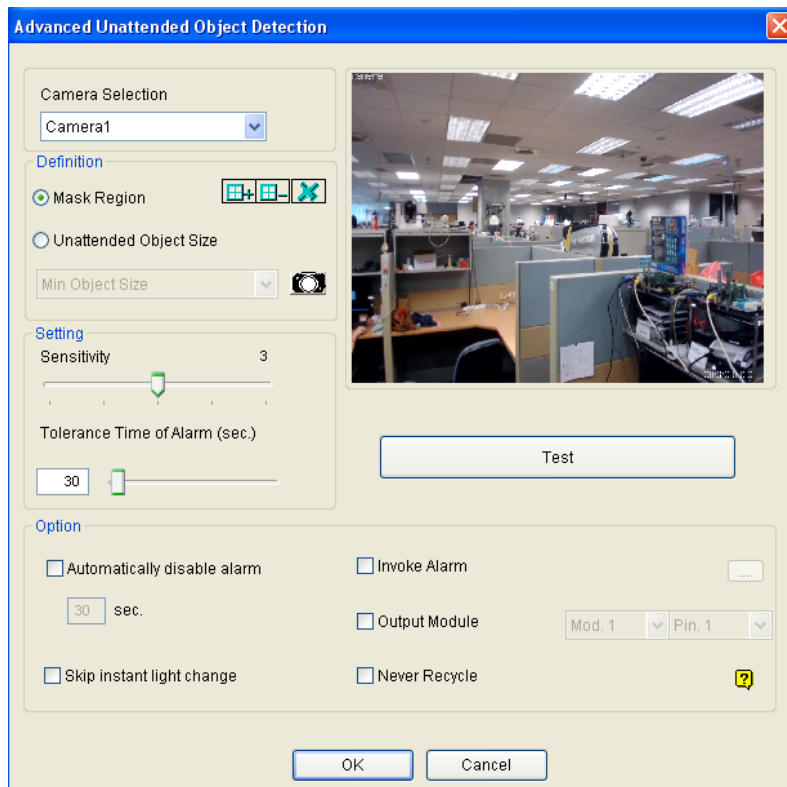 Advanced Unattended Object Detection
Camera Selection
Camera1
Camera
Definition
Mask Region
Unattended Object Size
Min Object Size
Setting
Sensitivity 3
Tolerance Time of Alarm (sec.)
30
Test
Option
Automatically disable alarm
30 sec.
Skip instant light change
Invoke Alarm
....
Output Module
Mod. 1
Pin. 1
Never Recycle
?
OK
Cancel